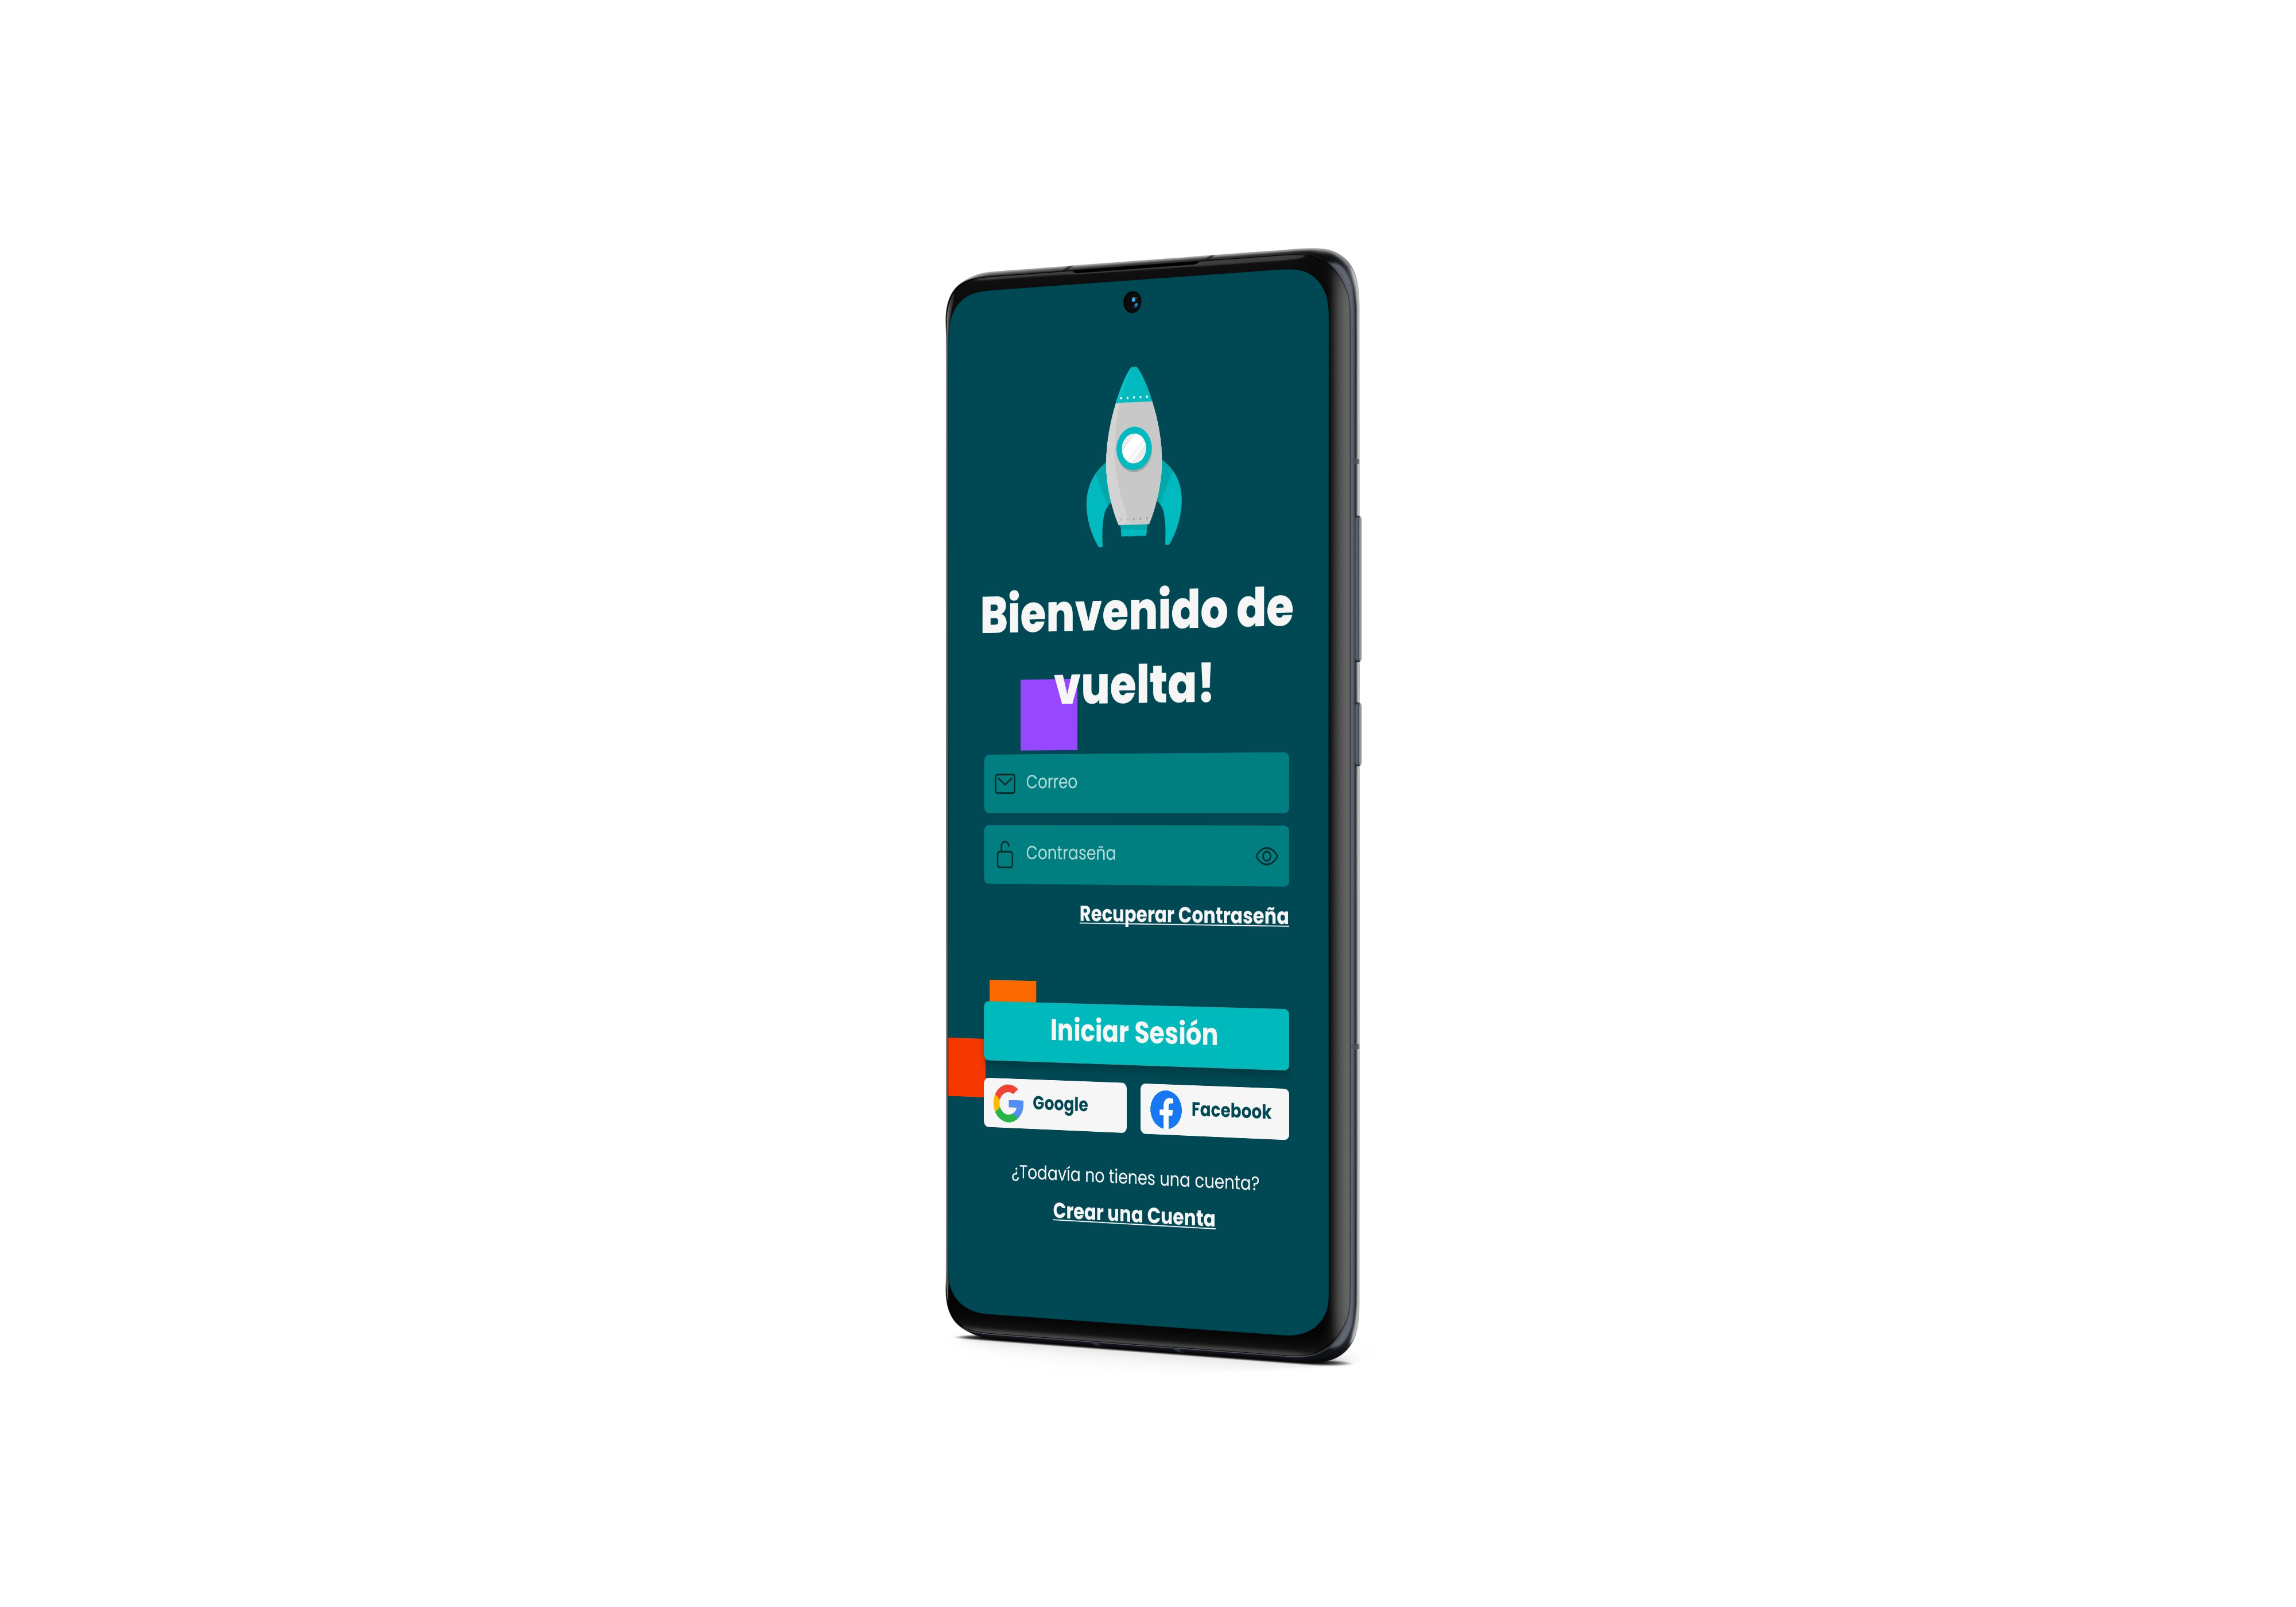 Bienvenido de
vuelta!
Correo
Contraseña
Recuperar Contraseña
Iniciar Sesión
Google
Facebook
¿Todavía no tienes una cuenta?
Crear una Cuenta